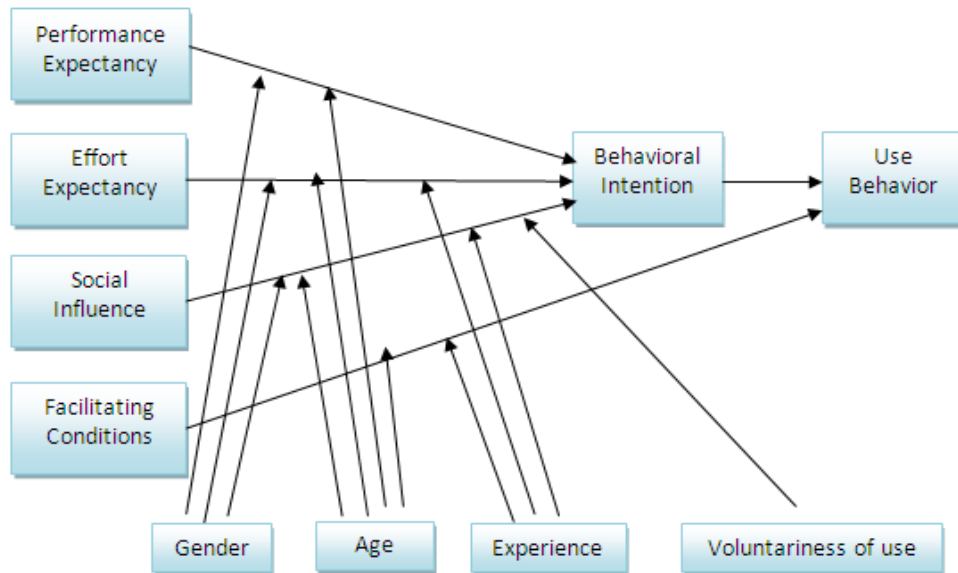 Performance
Expectancy
Effort
Expectancy
Behavioral
Intention
Use
Behavior
Social
Influence
Facilitating
Conditions
Gender
Age
Experience
Voluntariness of use